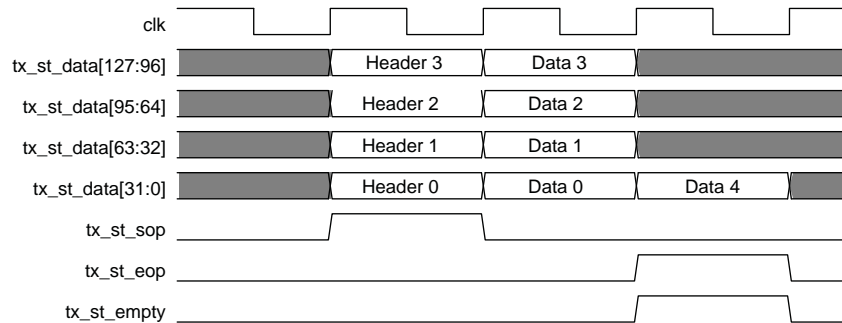 clk
tx_st_data[127:96] Header 3 Data 3
tx_st_data[95:64] Header 2 Data 2
tx_st_data[63:32] Header 1 Data 1
tx_st_data[31:0] Header 0 Data 0 Data 4
tx_st_sop
tx_st_eop
tx_st_empty